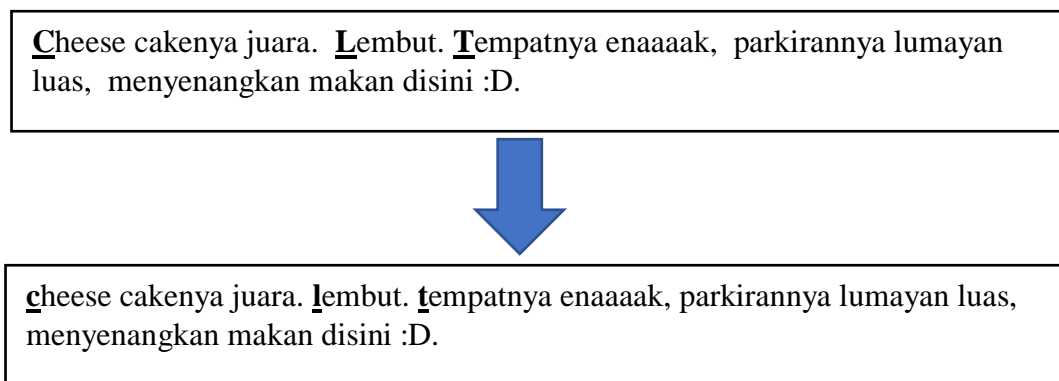 Cheese cakenya juara.  Lembut. Tempatnya enaaaak,  parkirannya lumayan
luas,  menyenangkan makan disini :D.
cheese cakenya juara. lembut. tempatnya enaaaak, parkirannya lumayan luas,
menyenangkan makan disini :D.